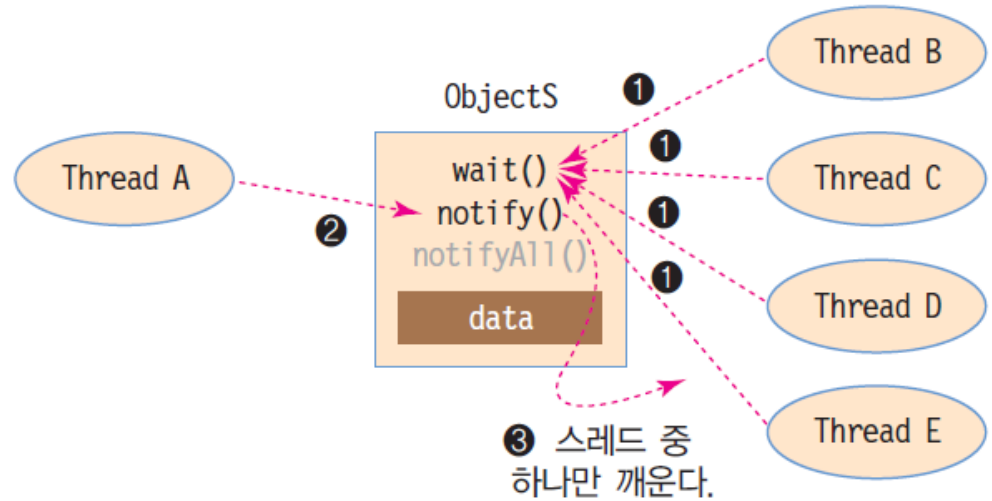 Thread B
ObjectS
❶
❶
Thread A
wait()
Thread C
❷
notify()
❶
notifyAll()
❶
data
Thread D
❸ 스레드 중
하나만 깨운다.
Thread E